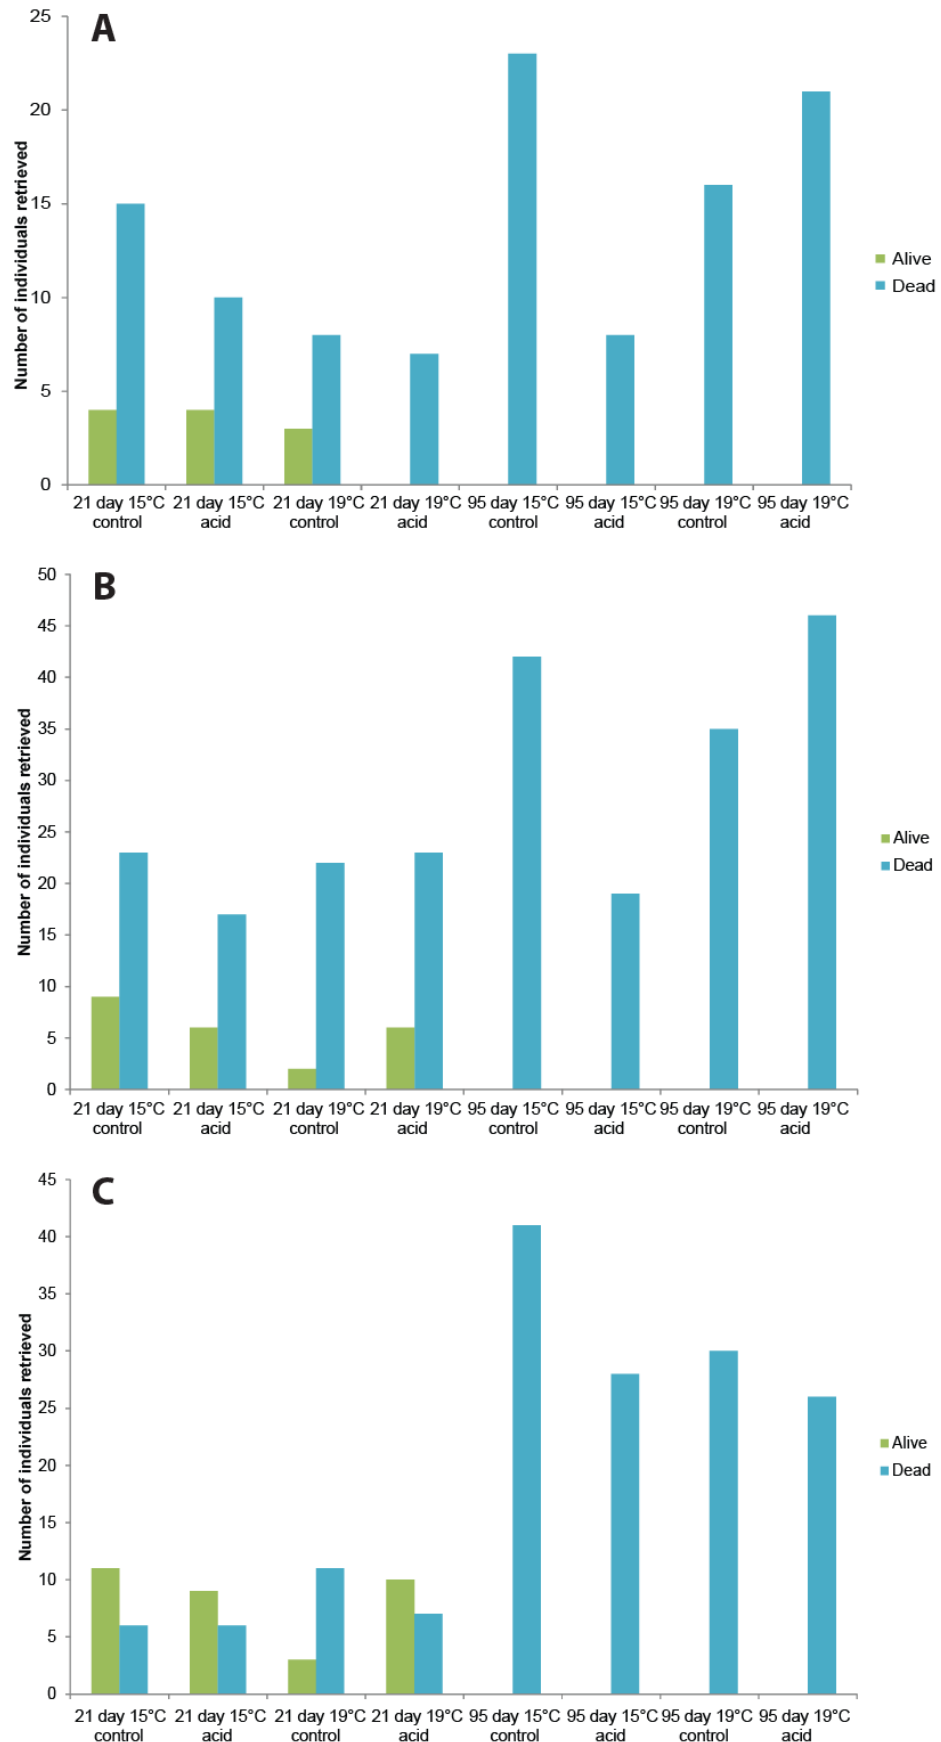 A
Number of individuals retrieved
25
20
15
10
5
0
21 day 15°C control
21 day 15°C acid
21 day 19°C control
21 day 19°C acid
95 day 15°C control
95 day 15°C acid
95 day 19°C control
95 day 19°C acid
Alive
Dead
B
Number of individuals retrieved
50
45
40
35
30
25
20
15
10
5
0
21 day 15°C control
21 day 15°C acid
21 day 19°C control
21 day 19°C acid
95 day 15°C control
95 day 15°C acid
95 day 19°C control
95 day 19°C acid
Alive
Dead
C
Number of individuals retrieved
45
40
35
30
25
20
15
10
5
0
21 day 15°C control
21 day 15°C acid
21 day 19°C control
21 day 19°C acid
95 day 15°C control
95 day 15°C acid
95 day 19°C control
95 day 19°C acid
Alive
Dead